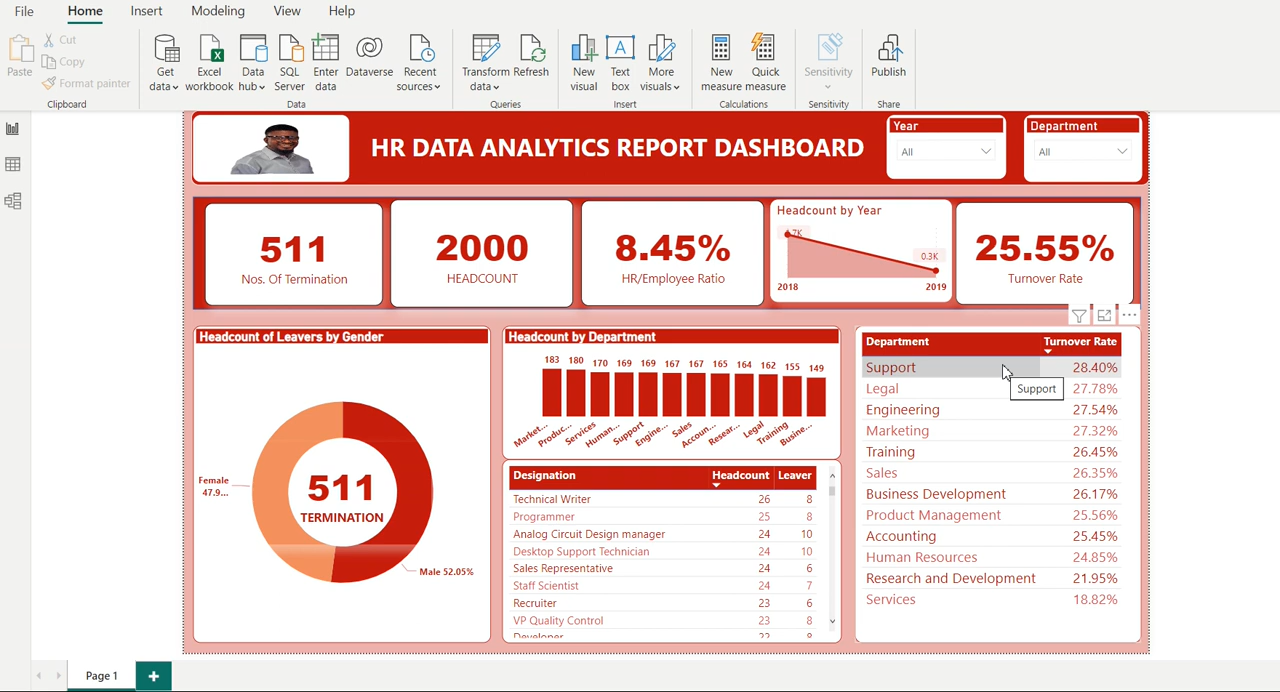 File Home Insert Modeling View Help
Paste
Cut
Copy
Format painter
Clipboard
Get data
Excel workbook
Data hub
SQL Server
Enter data
Dataverse
Recent sources
Data
Transform data
Refresh
Queries
New visual
Text box
More visuals
Insert
New measure
Quick measure
Calculations
Sensitivity
Sensitivity
Publish
Share
HR DATA ANALYTICS REPORT DASHBOARD
Year
All
Department
All
511
Nos. Of Termination
2000
HEADCOUNT
8.45%
HR/Employee Ratio
Headcount by Year
0.3K
2018 2019
25.55%
Turnover Rate
Headcount of Leavers by Gender
Female
47.9...
511
TERMINATION
Male 52.05%
Headcount by Department
183 180 170 169 169 167 167 165 164 162 155 149
Market... Produc... Services Human... Support Engine... Sales Accoun... Resear... Legal Training Busine...
Designation Headcount Leaver
Technical Writer 26 8
Programmer 25 8
Analog Circuit Design manager 24 10
Desktop Support Technician 24 10
Sales Representative 24 6
Staff Scientist 24 7
Recruiter 23 6
VP Quality Control 23 8
Developer 22 8
Department Turnover Rate
Support 28.40%
Support
Legal 27.78%
Engineering 27.54%
Marketing 27.32%
Training 26.45%
Sales 26.35%
Business Development 26.17%
Product Management 25.56%
Accounting 25.45%
Human Resources 24.85%
Research and Development 21.95%
Services 18.82%
Page 1